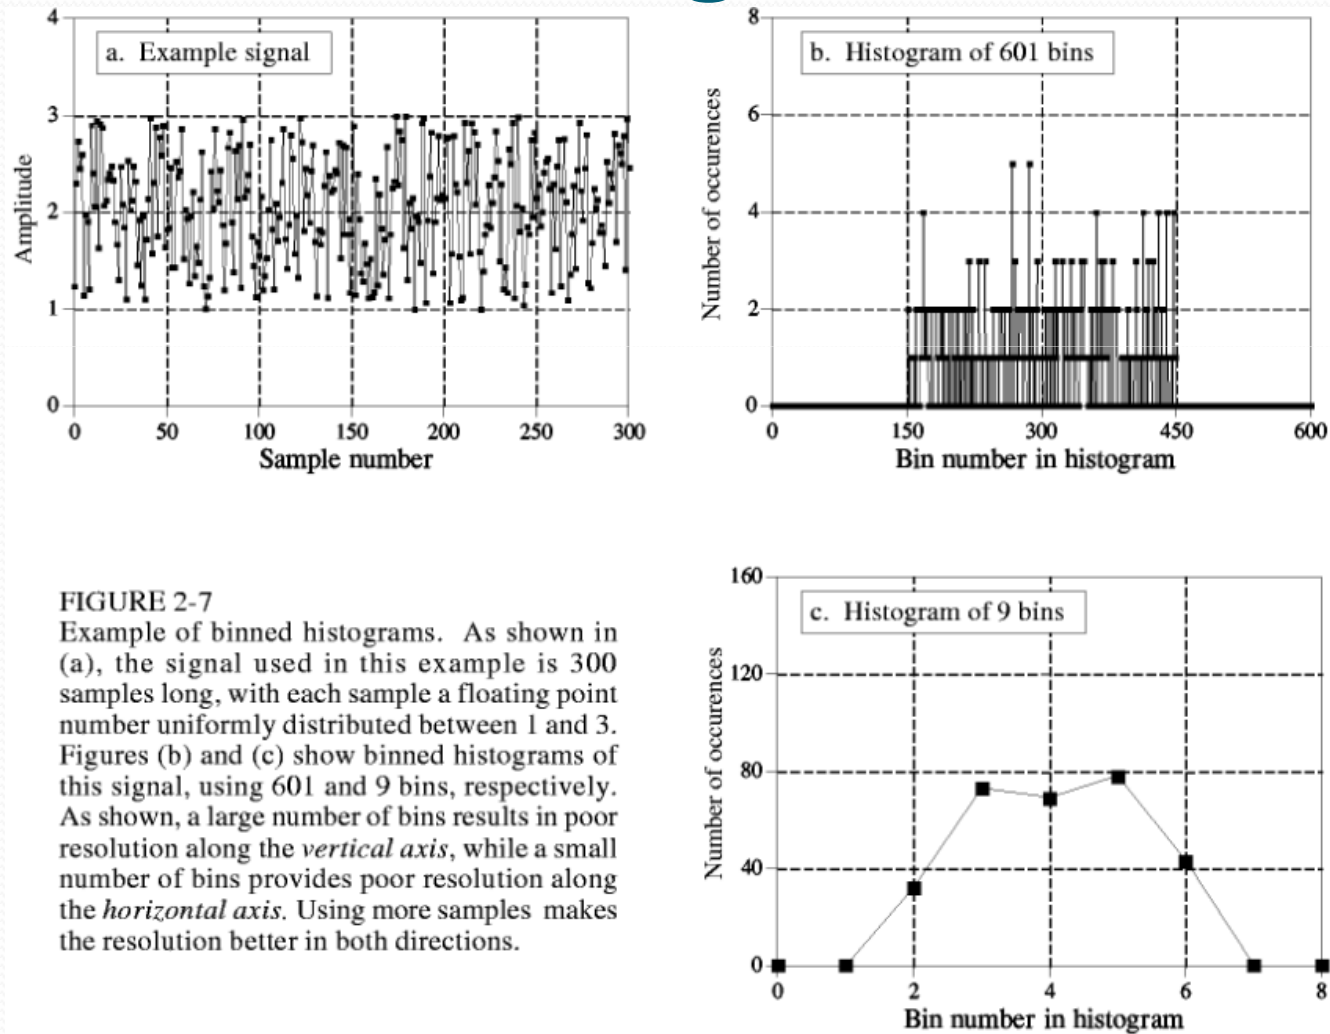 a. Example signal
4
3
2
1
0
Amplitude
0 50 100 150 200 250 300
Sample number
b. Histogram of 601 bins
8
6
4
2
0
Number of occurences
0 150 300 450 600
Bin number in histogram
FIGURE 2-7
Example of binned histograms. As shown in
(a), the signal used in this example is 300
samples long, with each sample a floating point
number uniformly distributed between 1 and 3.
Figures (b) and (c) show binned histograms of
this signal, using 601 and 9 bins, respectively.
As shown, a large number of bins results in poor
resolution along the vertical axis, while a small
number of bins provides poor resolution along
the horizontal axis. Using more samples makes
the resolution better in both directions.
c. Histogram of 9 bins
160
120
80
40
0
Number of occurences
0 2 4 6 8
Bin number in histogram